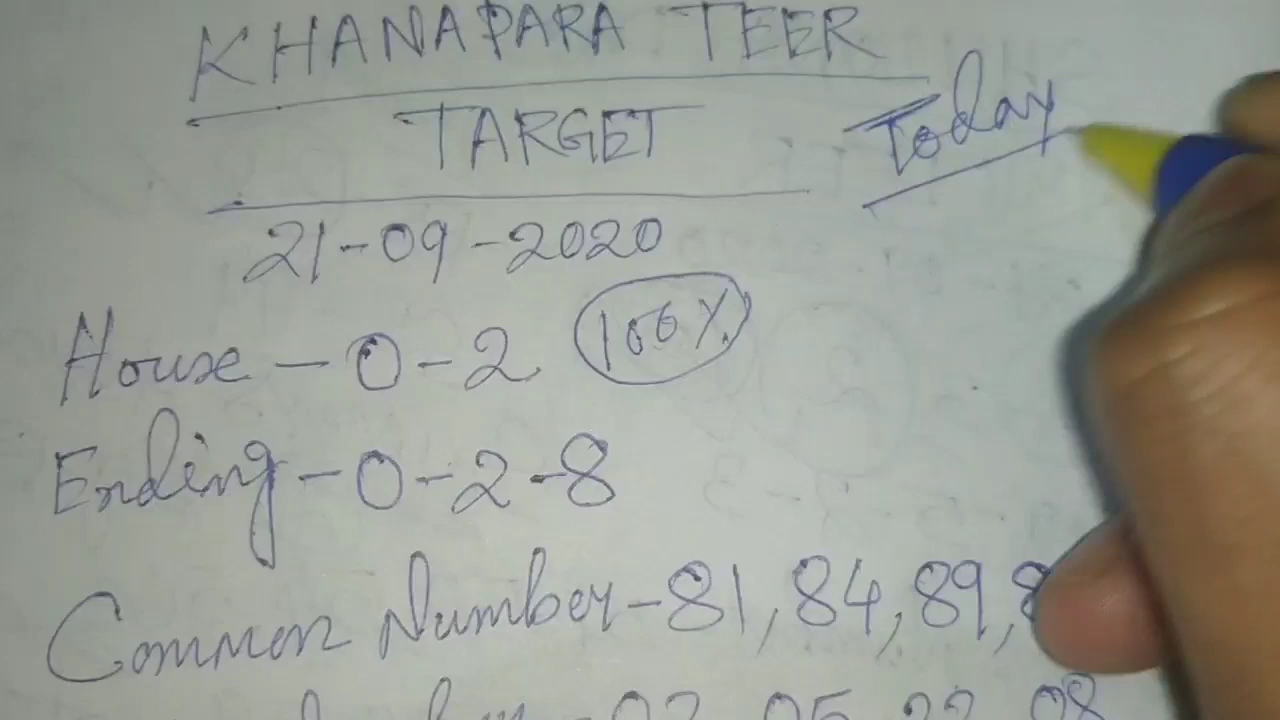 KHANAPARA TEER
TARGET
Today
21-09-2020
House - 0-2 100%
Ending - 0-2-8
Common Number - 81, 84, 89,